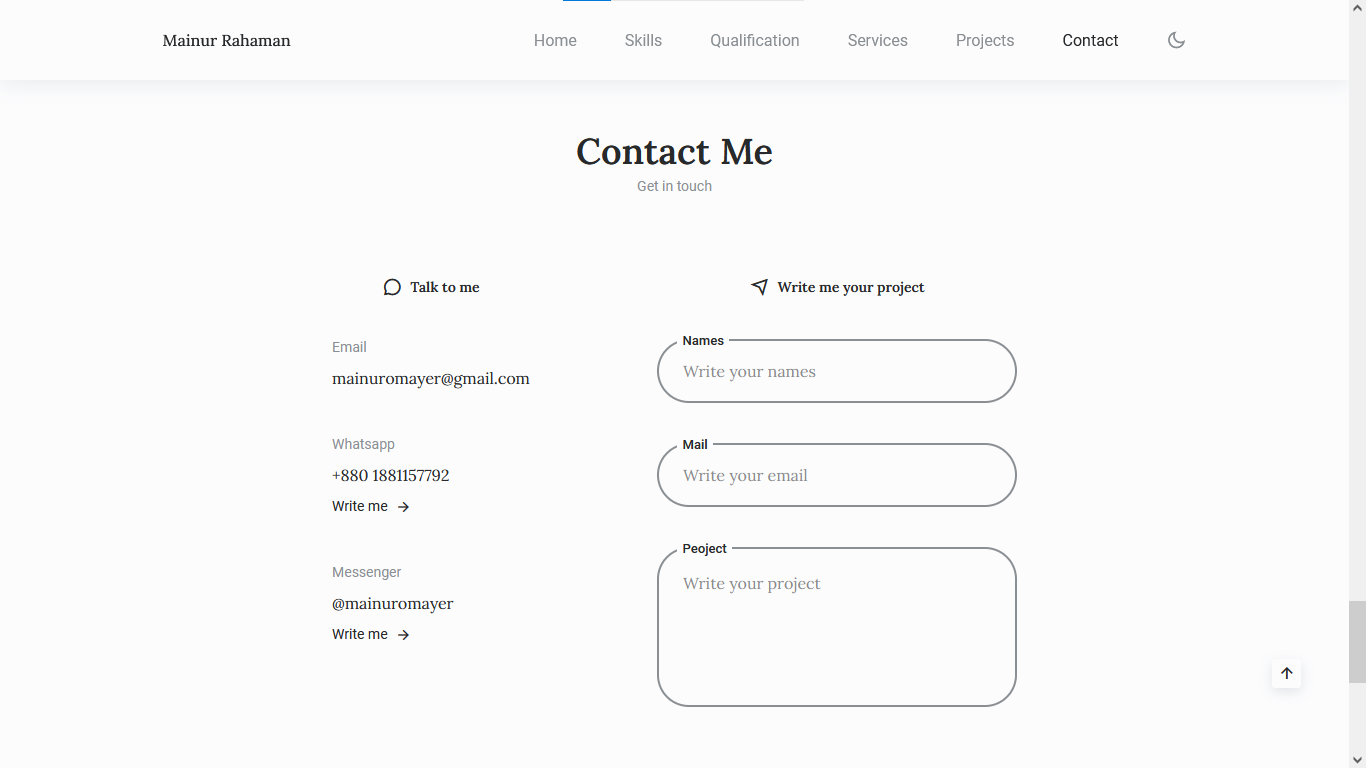 Mainur Rahaman
Home Skills Qualification Services Projects Contact
Contact Me
Get in touch
Talk to me
Email
mainuromayer@gmail.com
Whatsapp
+880 1881157792
Write me
Messenger
@mainuromayer
Write me
Write me your project
Names
Write your names
Mail
Write your email
Peoject
Write your project